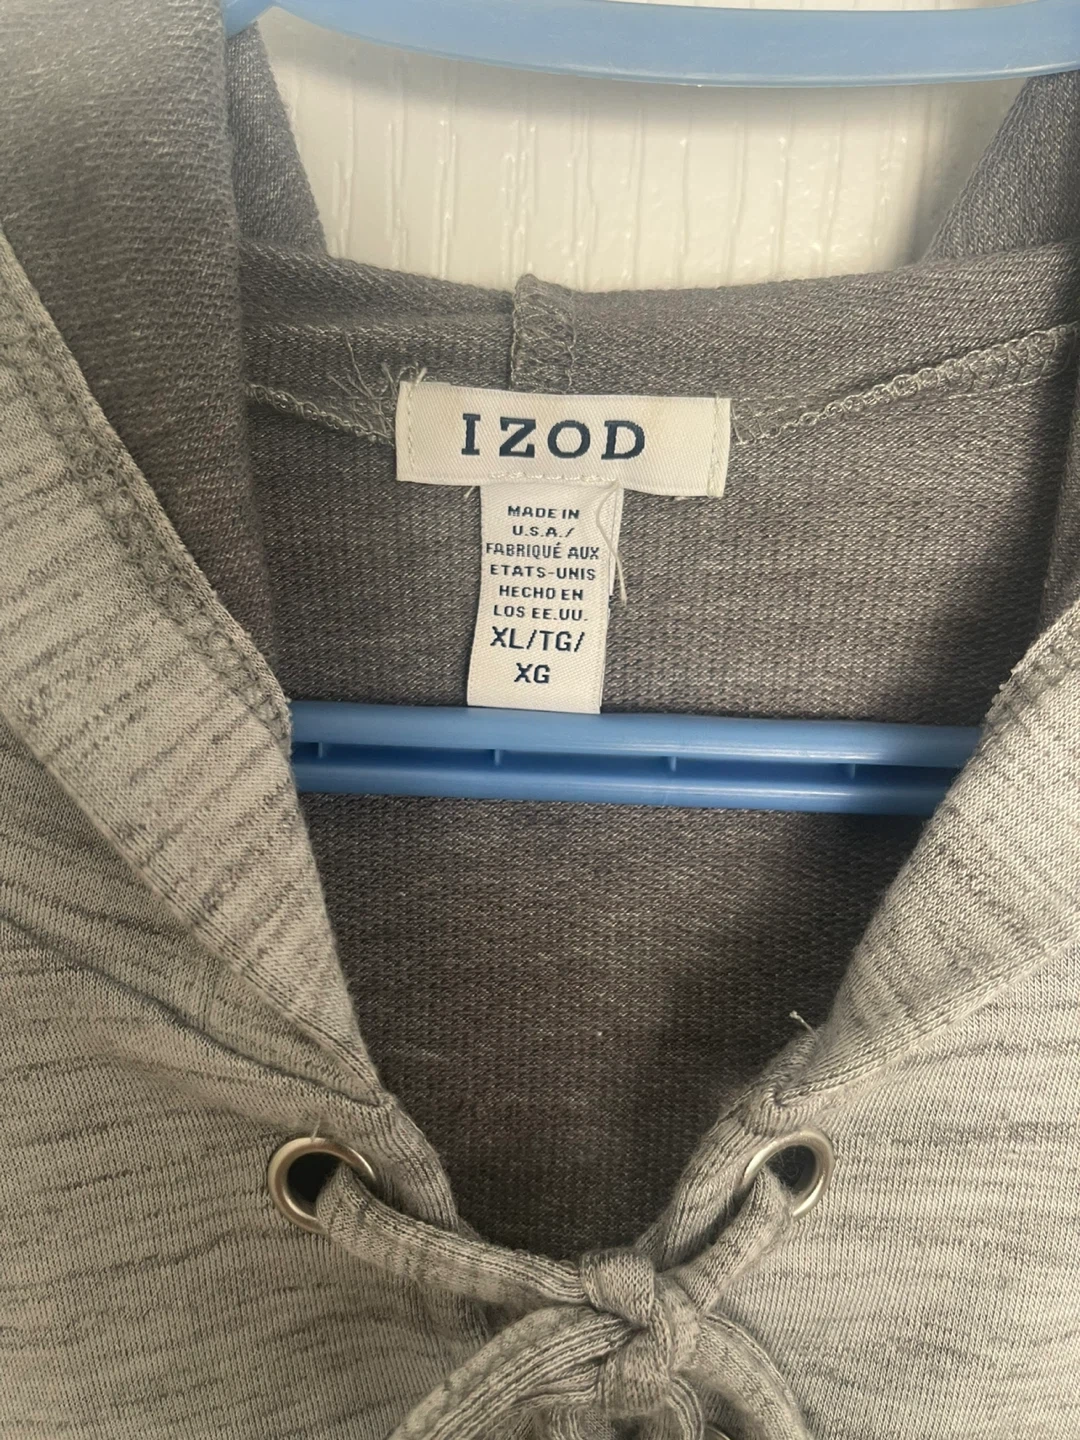 IZOD
MADE IN
U.S.A./
FABRIQUÉ AUX
ETATS-UNIS
HECHO EN
LOS EE.UU.
XL/TG/
XG